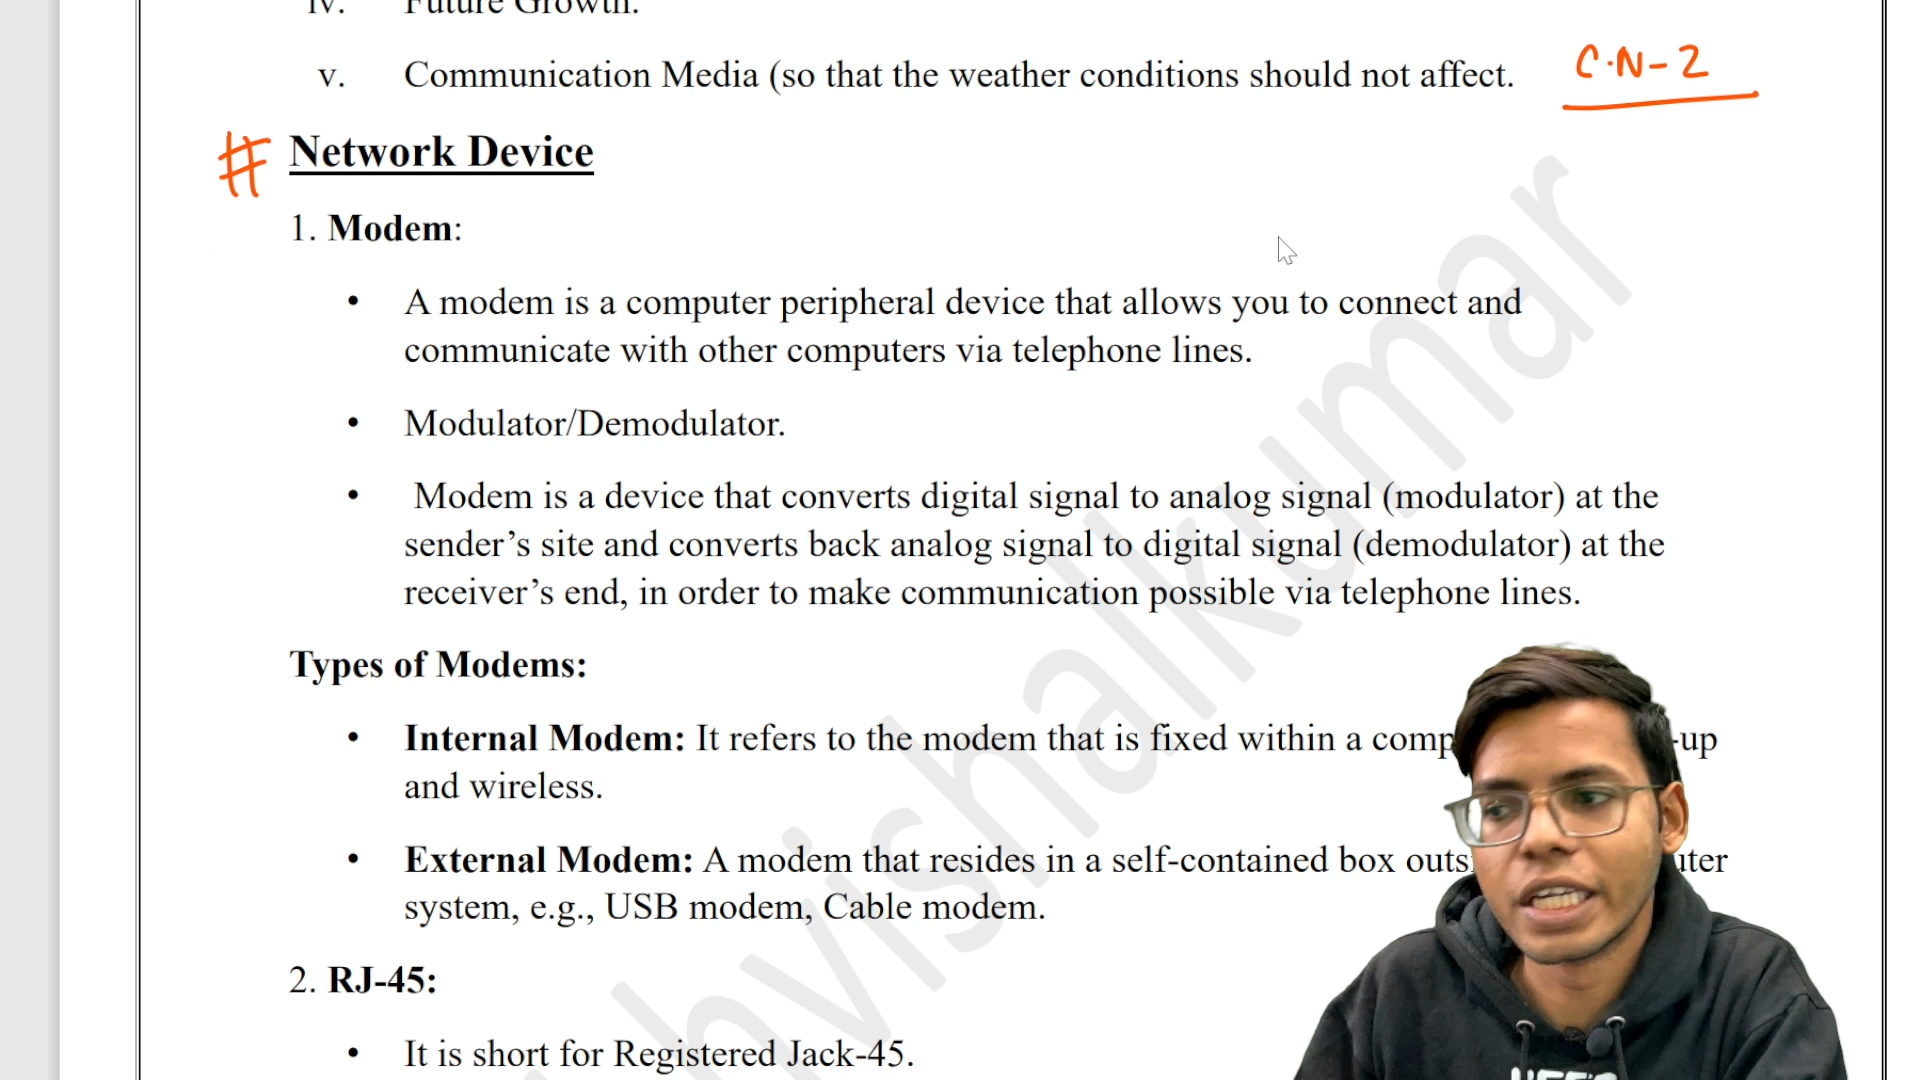 iv. Future Growth.
v. Communication Media (so that the weather conditions should not affect.
C.N-2
# Network Device
1. Modem:
• A modem is a computer peripheral device that allows you to connect and
communicate with other computers via telephone lines.
• Modulator/Demodulator.
• Modem is a device that converts digital signal to analog signal (modulator) at the
sender’s site and converts back analog signal to digital signal (demodulator) at the
receiver’s end, in order to make communication possible via telephone lines.
Types of Modems:
• Internal Modem: It refers to the modem that is fixed within a comp -up
and wireless.
• External Modem: A modem that resides in a self-contained box outs uter
system, e.g., USB modem, Cable modem.
2. RJ-45:
• It is short for Registered Jack-45.
hvishalkumar